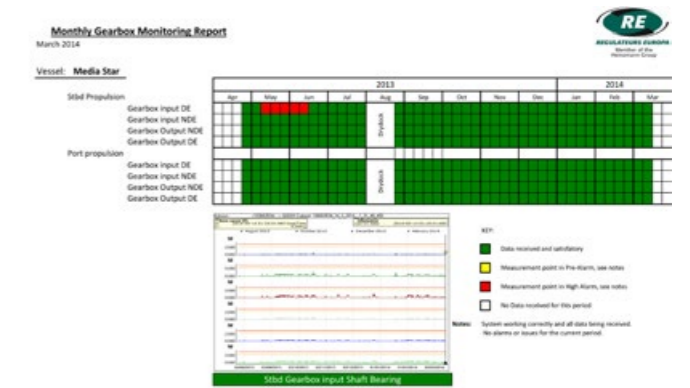 Monthly Gearbox Monitoring Report
March 2014
RE
REGULATEURS EUROPA
Member of the
Heinzmann Group
Vessel: Media Star
2013 2014
Stbd Propulsion Apr May Jun Jul Aug Sep Oct Nov Dec Jan Feb Mar
Gearbox input DE
Gearbox input NDE
Gearbox Output NDE
Gearbox Output DE
Drydock
Port propulsion
Gearbox input DE
Gearbox input NDE
Gearbox Output NDE
Gearbox Output DE
Drydock
KEY:
Data received and satisfactory
Measurement point in Pre-Alarm, see notes
Measurement point in High Alarm, see notes
No Data received for this period
Notes: System working correctly and all data being received.
No alarms or issues for the current period.
Stbd Gearbox input Shaft Bearing